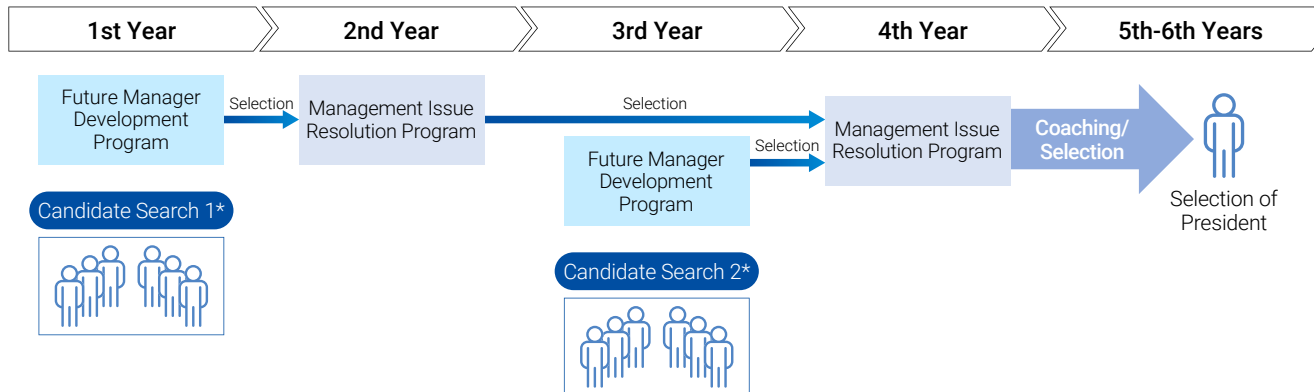 1st Year
2nd Year
3rd Year
4th Year
5th-6th Years
Future Manager
Development
Program
Selection
Management Issue
Resolution Program
Selection
Future Manager
Development
Program
Selection
Management Issue
Resolution Program
Coaching/
Selection
Selection of
President
Candidate Search 1*
Candidate Search 2*